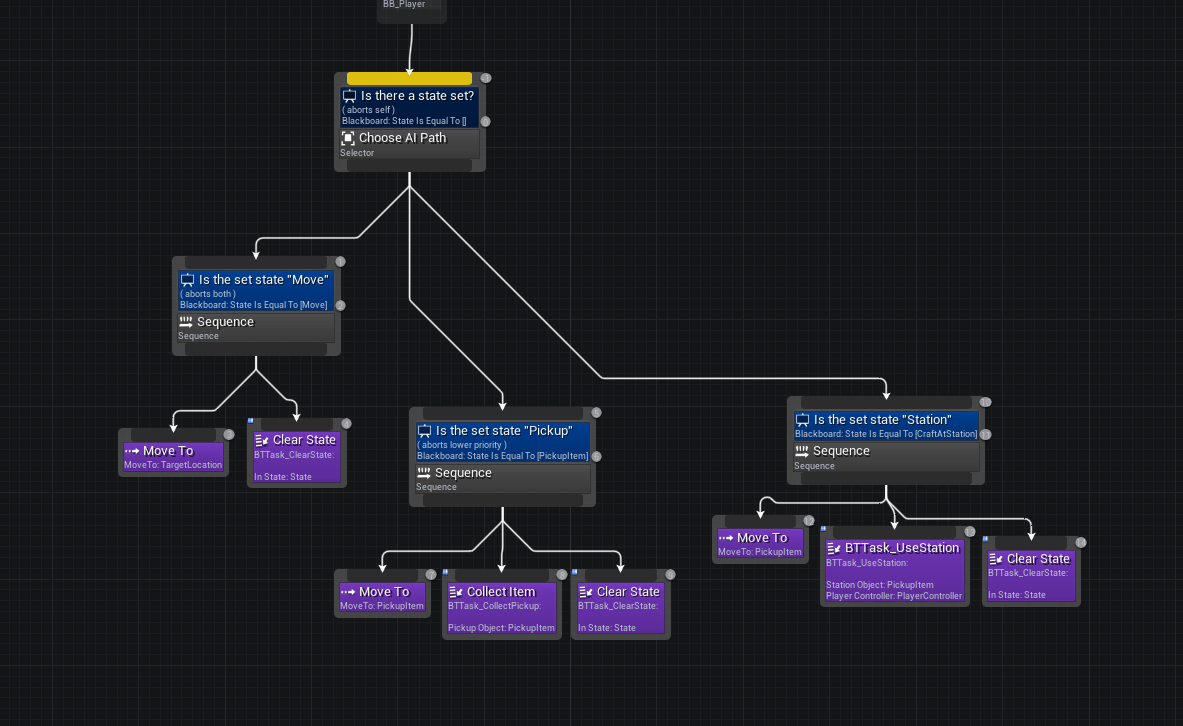 BB_Player
Is there a state set?
( aborts self )
Blackboard: State Is Equal To []
Choose AI Path
Selector
Is the set state "Move"
( aborts both )
Blackboard: State Is Equal To [Move]
Sequence
Sequence
Move To
MoveTo: TargetLocation
Clear State
BTTask_ClearState:
In State: State
Is the set state "Pickup"
( aborts lower priority )
Blackboard: State Is Equal To [PickupItem]
Sequence
Sequence
Move To
MoveTo: PickupItem
Collect Item
BTTask_CollectPickup:
Pickup Object: PickupItem
Clear State
BTTask_ClearState:
In State: State
Is the set state "Station"
Blackboard: State Is Equal To [CraftAtStation]
Sequence
Sequence
Move To
MoveTo: PickupItem
BTTask_UseStation
BTTask_UseStation:
Station Object: PickupItem
Player Controller: PlayerController
Clear State
BTTask_ClearState:
In State: State